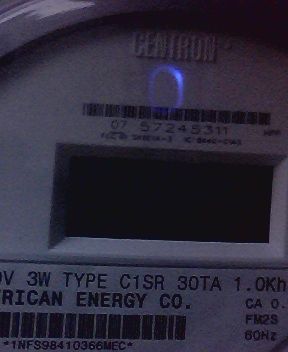 CENTRON
07 57245311
0V 3W TYPE C1SR 30TA 1.0Kh
RICAN ENERGY CO.
CA 0.
FM2S
60Hz
*1NFS98410366MEC*